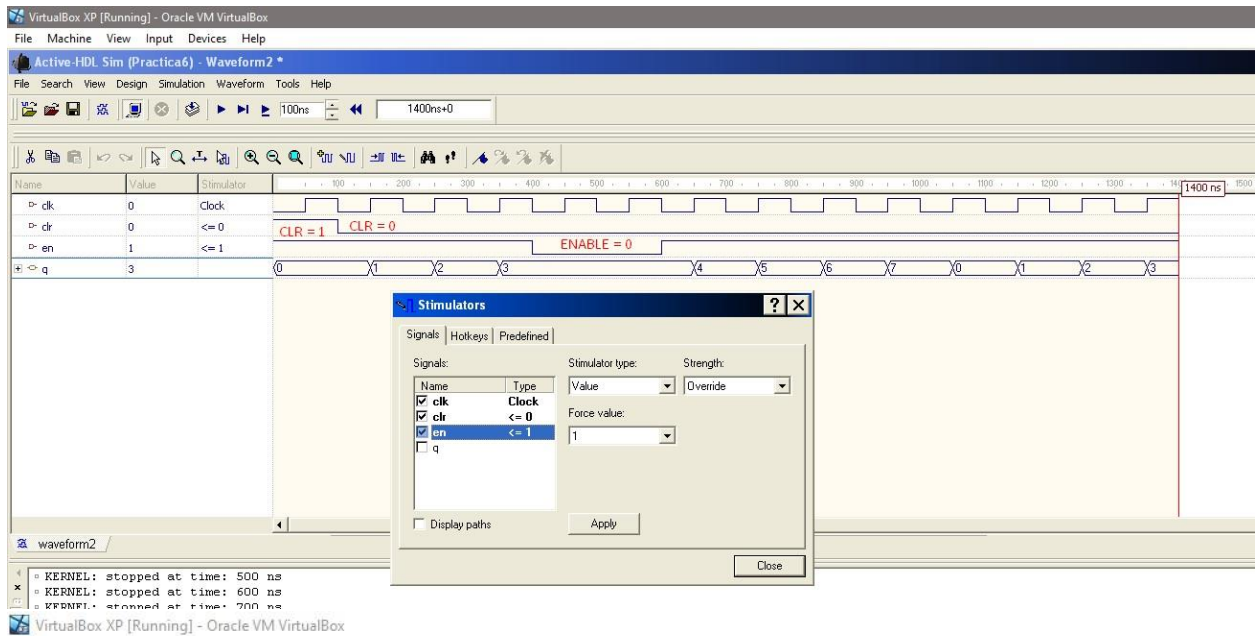 VirtualBox XP [Running] - Oracle VM VirtualBox
File Machine View Input Devices Help
Active-HDL Sim (Practica6) - Waveform2 *
File Search View Design Simulation Waveform Tools Help
100ns 1400ns+0
Name Value Stimulator 100 200 300 400 500 600 700 800 900 1000 1100 1200 1300 1400 ns 1500
clk 0 Clock
clr 0 <= 0 CLR = 1 CLR = 0
en 1 <= 1 ENABLE = 0
q 3 0 1 2 3 4 5 6 7 0 1 2 3
Stimulators
Signals Hotkeys Predefined
Signals: Stimulator type: Strength:
Name Type Value Override
clk Clock
clr <= 0 Force value:
en <= 1 1
q
Display paths Apply
Close
waveform2
KERNEL: stopped at time: 500 ns
KERNEL: stopped at time: 600 ns
KERNEL: stopped at time: 700 ns
VirtualBox XP [Running] - Oracle VM VirtualBox